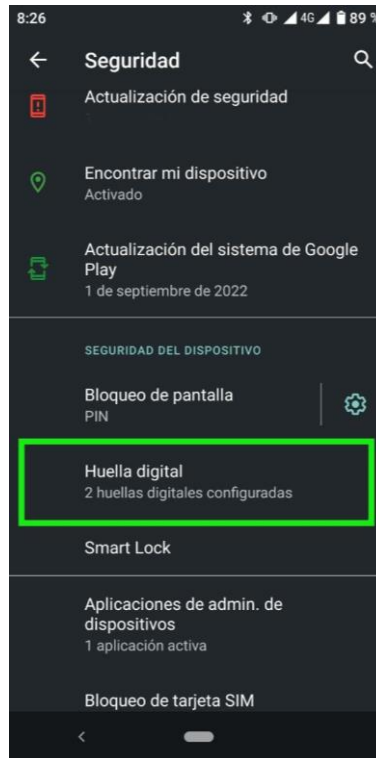 8:26
4G 89 %
Seguridad
Actualización de seguridad
Encontrar mi dispositivo
Activado
Actualización del sistema de Google
Play
1 de septiembre de 2022
SEGURIDAD DEL DISPOSITIVO
Bloqueo de pantalla
PIN
Huella digital
2 huellas digitales configuradas
Smart Lock
Aplicaciones de admin. de
dispositivos
1 aplicación activa
Bloqueo de tarjeta SIM